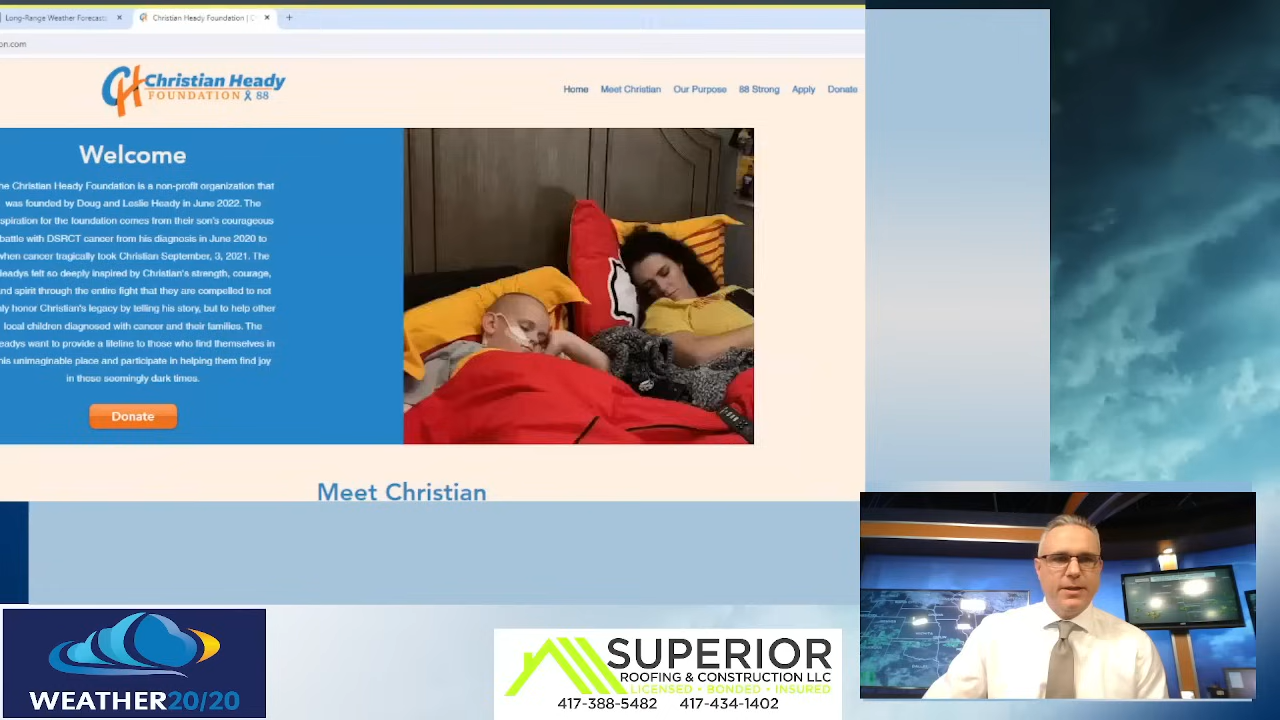 Long-Range Weather Forecasts
Christian Heady Foundation | C
on.com
CH Christian Heady
FOUNDATION 88
Home Meet Christian Our Purpose 88 Strong Apply Donate
Welcome
he Christian Heady Foundation is a non-profit organization that
was founded by Doug and Leslie Heady in June 2022. The
spiration for the foundation comes from their son's courageous
battle with DSRCT cancer from his diagnosis in June 2020 to
when cancer tragically took Christian September, 3, 2021. The
Headys felt so deeply inspired by Christian's strength, courage,
and spirit through the entire fight that they are compelled to not
nly honor Christian's legacy by telling his story, but to help other
local children diagnosed with cancer and their families. The
eadys want to provide a lifeline to those who find themselves in
his unimaginable place and participate in helping them find joy
in these seemingly dark times.
Donate
Meet Christian
WEATHER20/20
SUPERIOR
ROOFING & CONSTRUCTION LLC
LICENSED • BONDED • INSURED
417-388-5482 417-434-1402